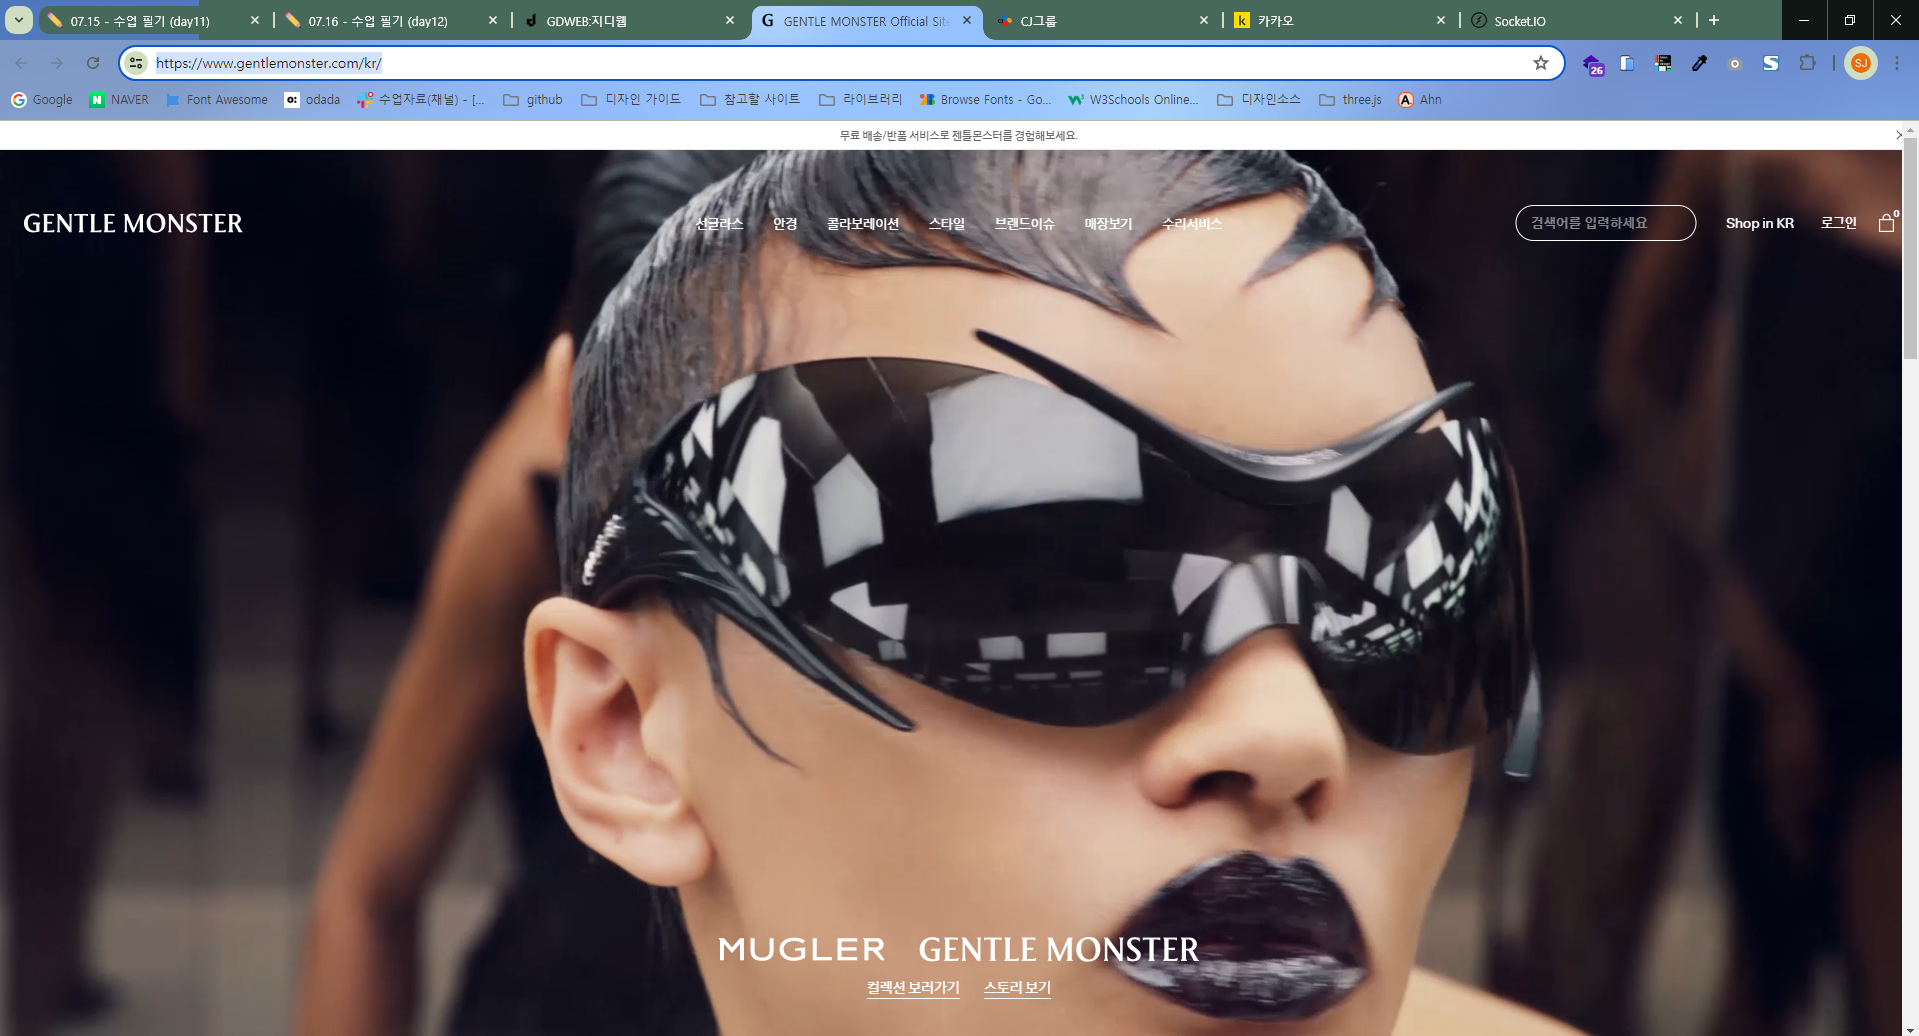 07.15 - 수업 필기 (day11)
07.16 - 수업 필기 (day12)
GDWEB:지디웹
GENTLE MONSTER Official Site
CJ그룹
카카오
Socket.IO
https://www.gentlemonster.com/kr/
26
SJ
Google
NAVER
Font Awesome
odada
수업자료(채널) - [...
github
디자인 가이드
참고할 사이트
라이브러리
Browse Fonts - Go...
W3Schools Online...
디자인소스
three.js
Ahn
무료 배송/반품 서비스로 젠틀몬스터를 경험해보세요.
GENTLE MONSTER
선글라스 안경 콜라보레이션 스타일 브랜드이슈 매장보기 수리서비스
검색어를 입력하세요
Shop in KR
로그인
0
MUGLER GENTLE MONSTER
컬렉션 보러가기 스토리 보기